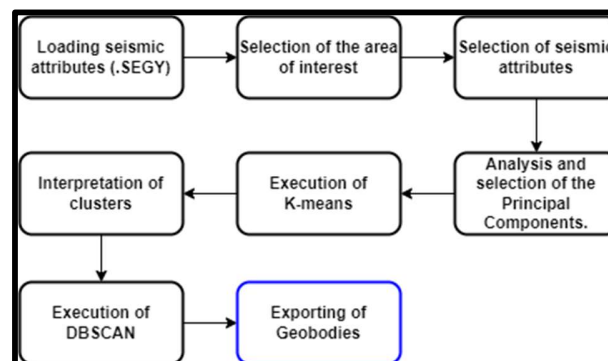 Loading seismic
attributes (.SEGY)
Selection of the area
of interest
Selection of seismic
attributes
Analysis and
selection of the
Principal
Components.
Execution of
K-means
Interpretation of
clusters
Execution of
DBSCAN
Exporting of
Geobodies